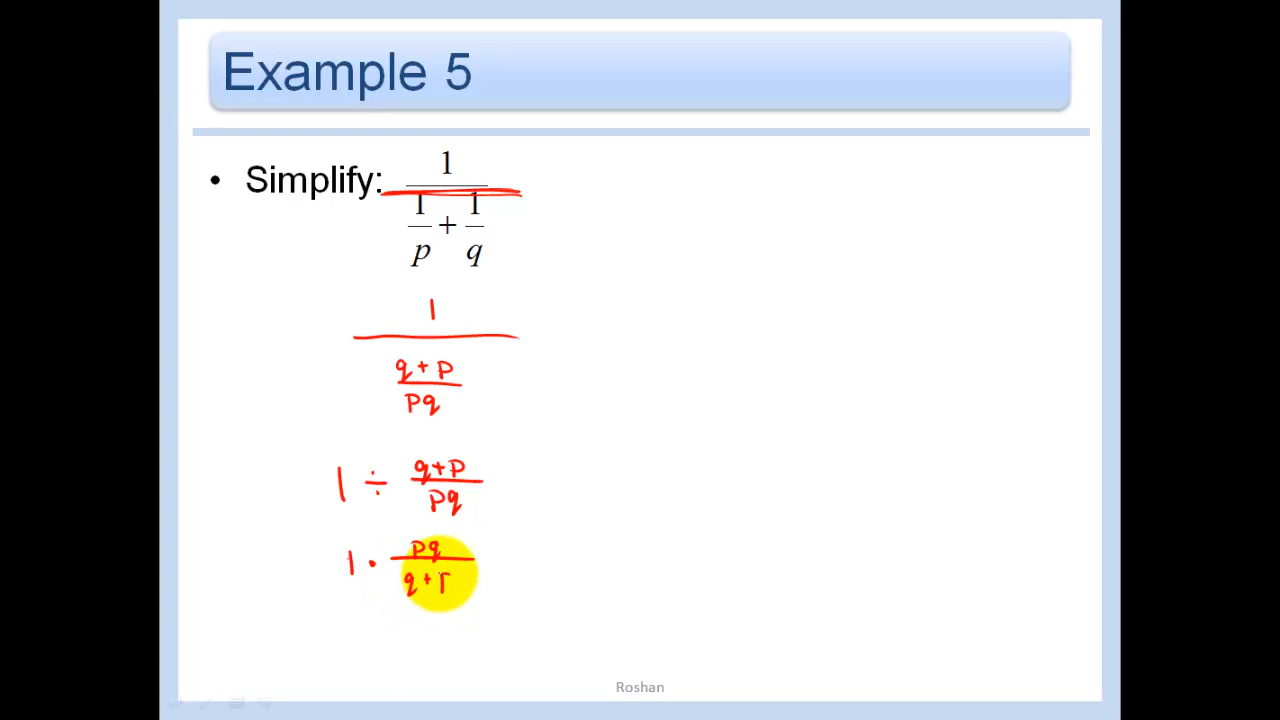 Example 5
• Simplify: 1
1/p + 1/q
1
q + p
pq
1 ÷ q+p
pq
1 · pq
q+
Roshan